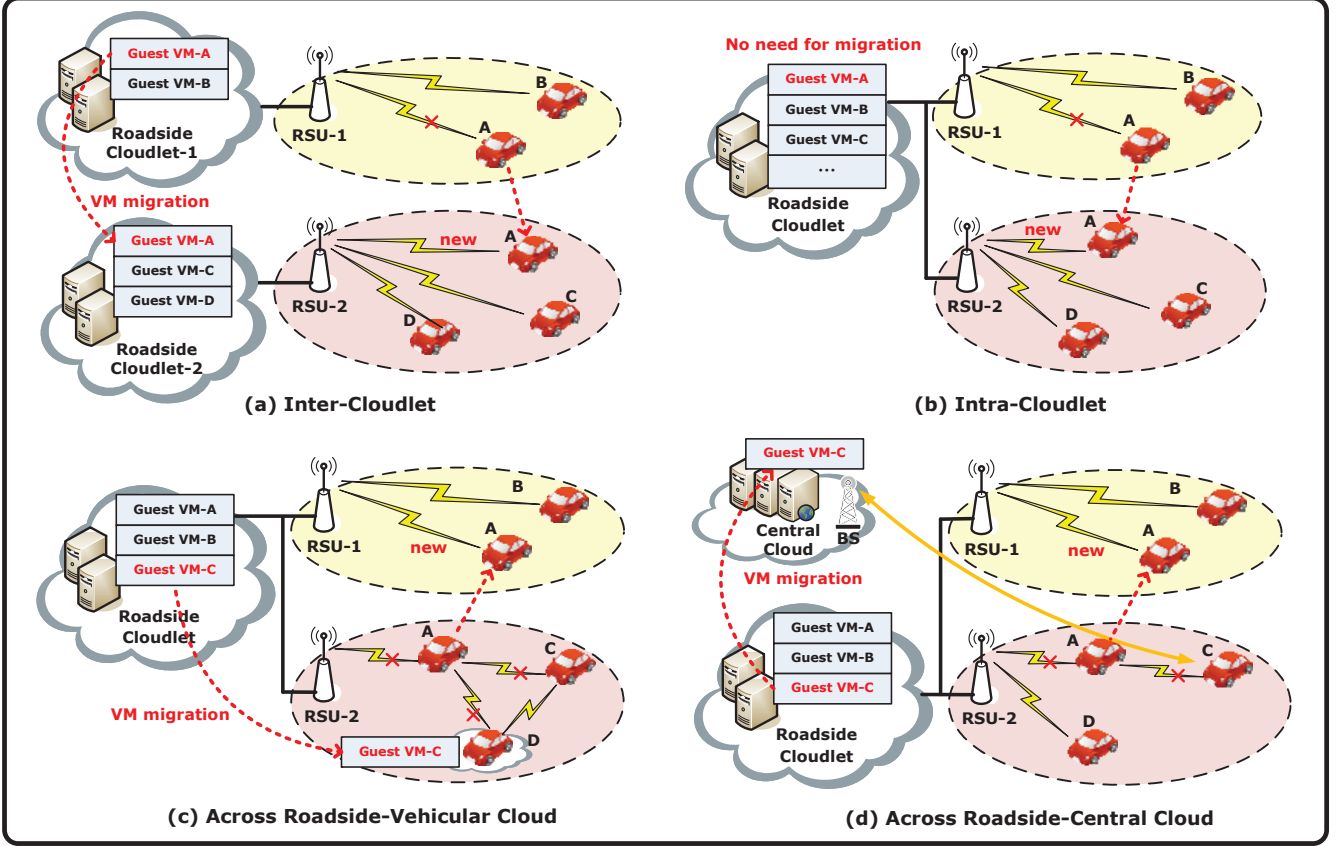 Guest VM-A
Guest VM-B
Roadside
Cloudlet-1
RSU-1
B
A
VM migration
Guest VM-A
Guest VM-C
Guest VM-D
Roadside
Cloudlet-2
RSU-2
new
A
C
D
(a) Inter-Cloudlet
No need for migration
Guest VM-A
Guest VM-B
Guest VM-C
...
Roadside
Cloudlet
RSU-1
B
A
RSU-2
new
A
C
D
(b) Intra-Cloudlet
Guest VM-A
Guest VM-B
Guest VM-C
Roadside
Cloudlet
RSU-1
B
A
new
VM migration
RSU-2
A
C
D
Guest VM-C
(c) Across Roadside-Vehicular Cloud
Guest VM-C
Central
Cloud
BS
VM migration
RSU-1
B
A
new
Guest VM-A
Guest VM-B
Guest VM-C
Roadside
Cloudlet
RSU-2
A
C
D
(d) Across Roadside-Central Cloud